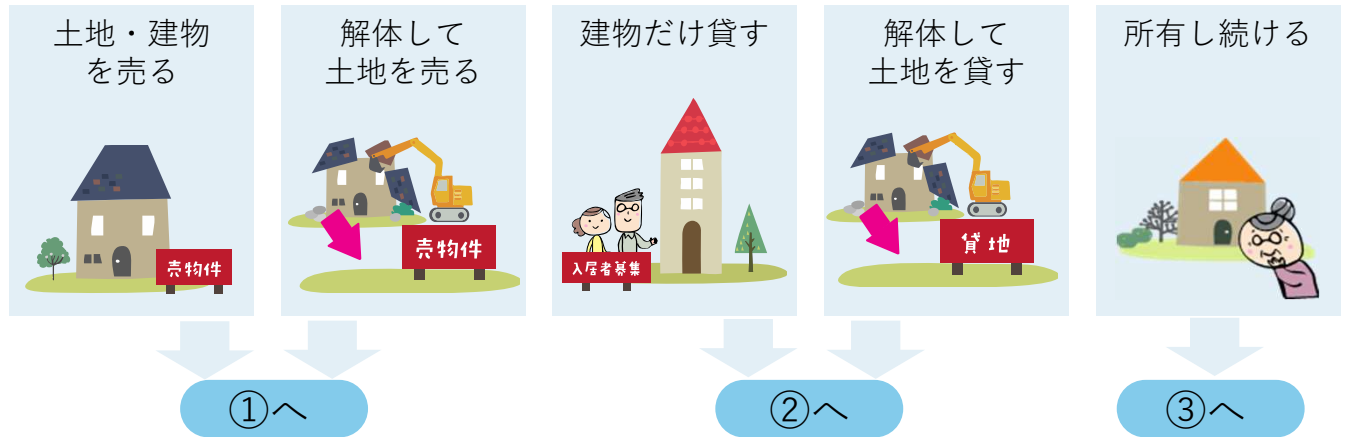 土地・建物
を売る
売物件
解体して
土地を売る
売物件
建物だけ貸す
入居者募集
解体して
土地を貸す
貸地
所有し続ける
①へ
②へ
③へ